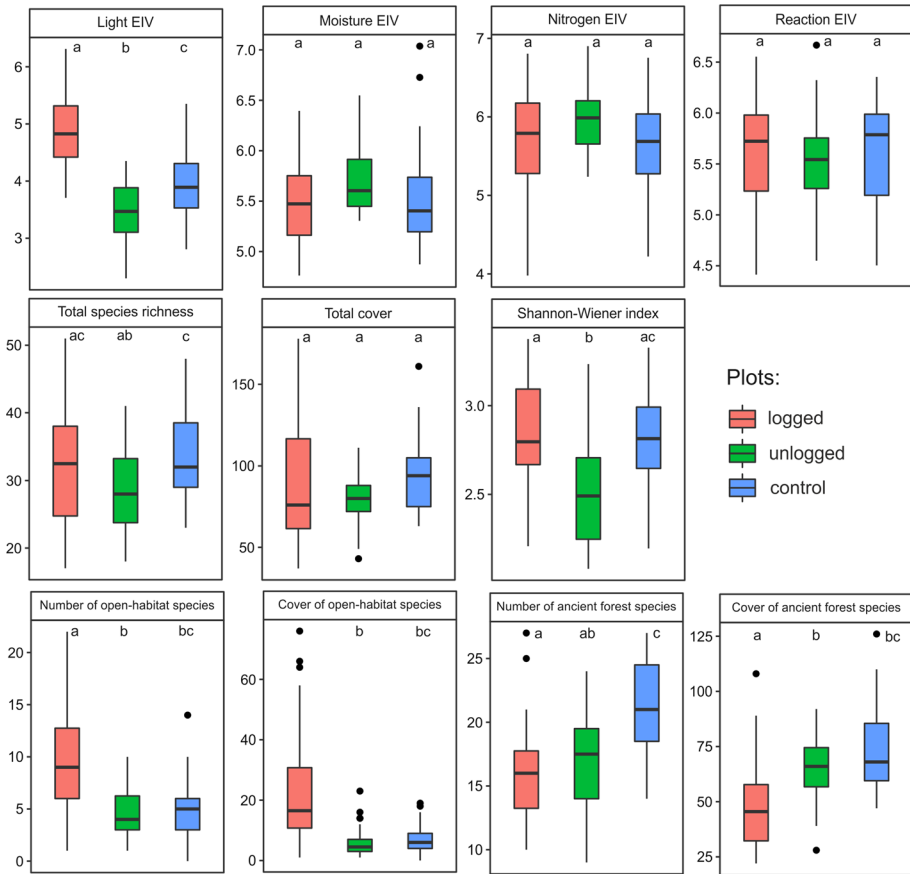 Light EIV
a b c
6
5
4
3
Moisture EIV
a a a
7.0
6.5
6.0
5.5
5.0
Nitrogen EIV
a a a
7
6
5
4
Reaction EIV
a a a
6.5
6.0
5.5
5.0
4.5
Total species richness
ac ab c
50
40
30
20
Total cover
a a a
150
100
50
Shannon-Wiener index
a b ac
3.0
2.5
Plots:
logged
unlogged
control
Number of open-habitat species
a b bc
20
15
10
5
0
Cover of open-habitat species
b bc
60
40
20
0
Number of ancient forest species
a ab c
25
20
15
10
Cover of ancient forest species
a b bc
125
100
75
50
25